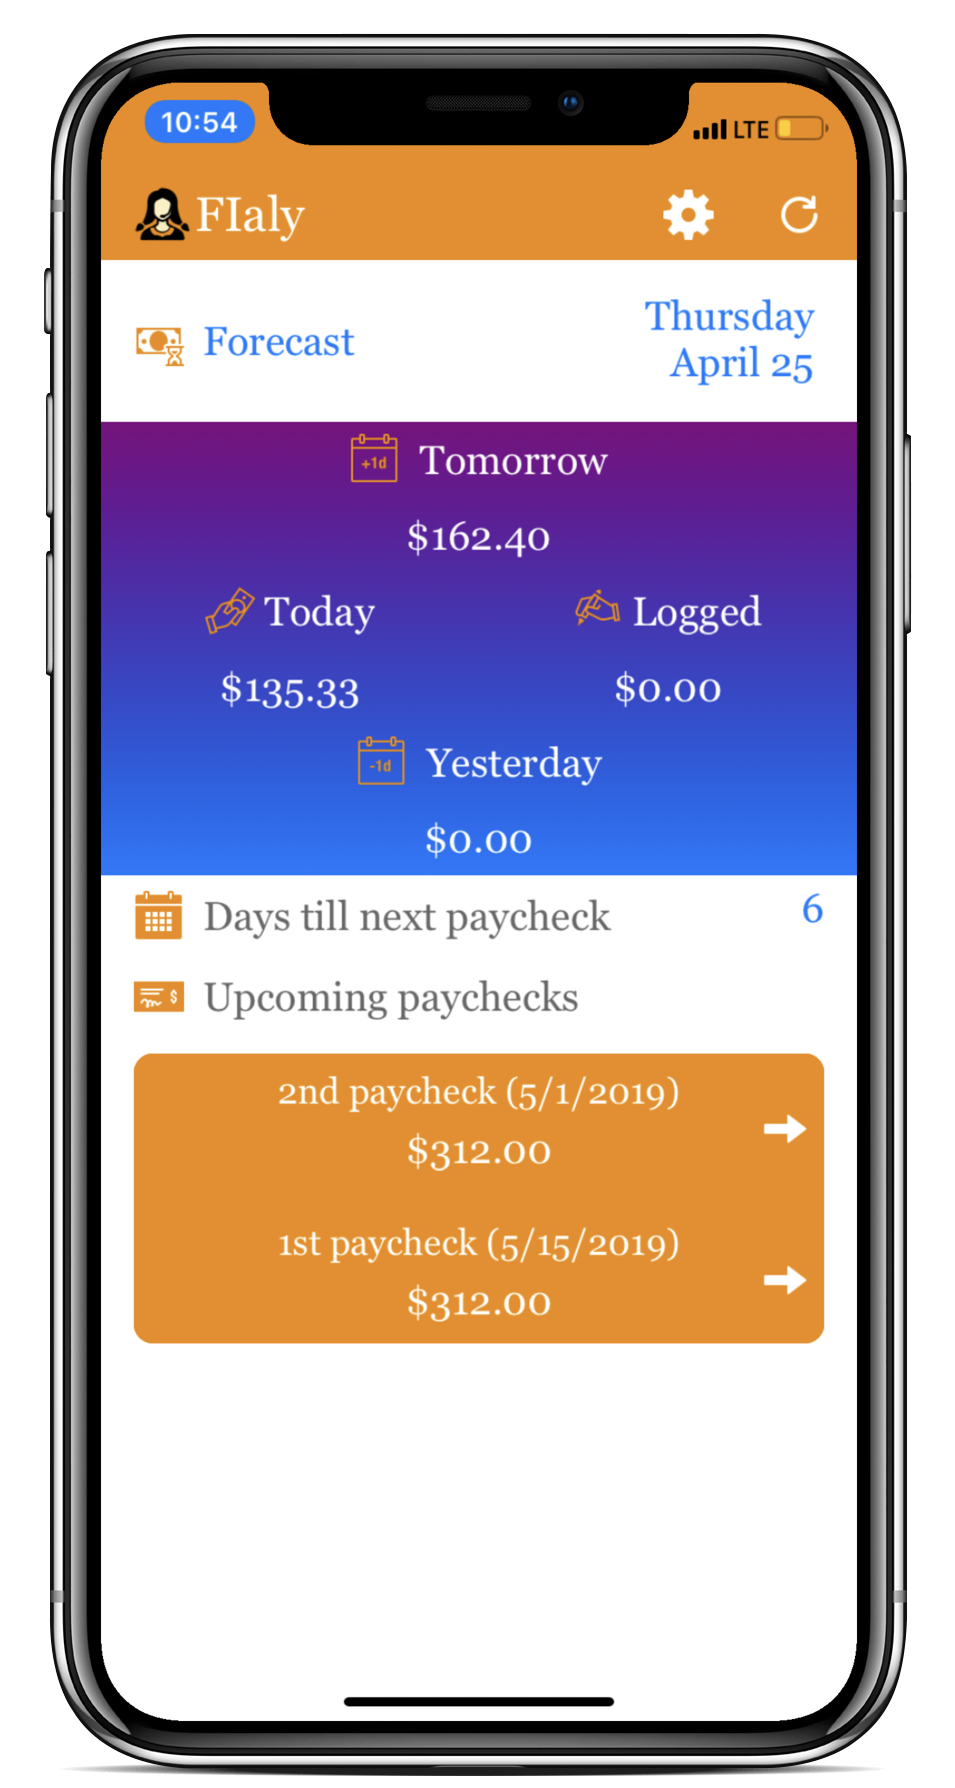 10:54 LTE
FIaly
Forecast
Thursday
April 25
+1d Tomorrow
$162.40
Today Logged
$135.33 $0.00
-1d Yesterday
$0.00
Days till next paycheck 6
$ Upcoming paychecks
2nd paycheck (5/1/2019)
$312.00
1st paycheck (5/15/2019)
$312.00